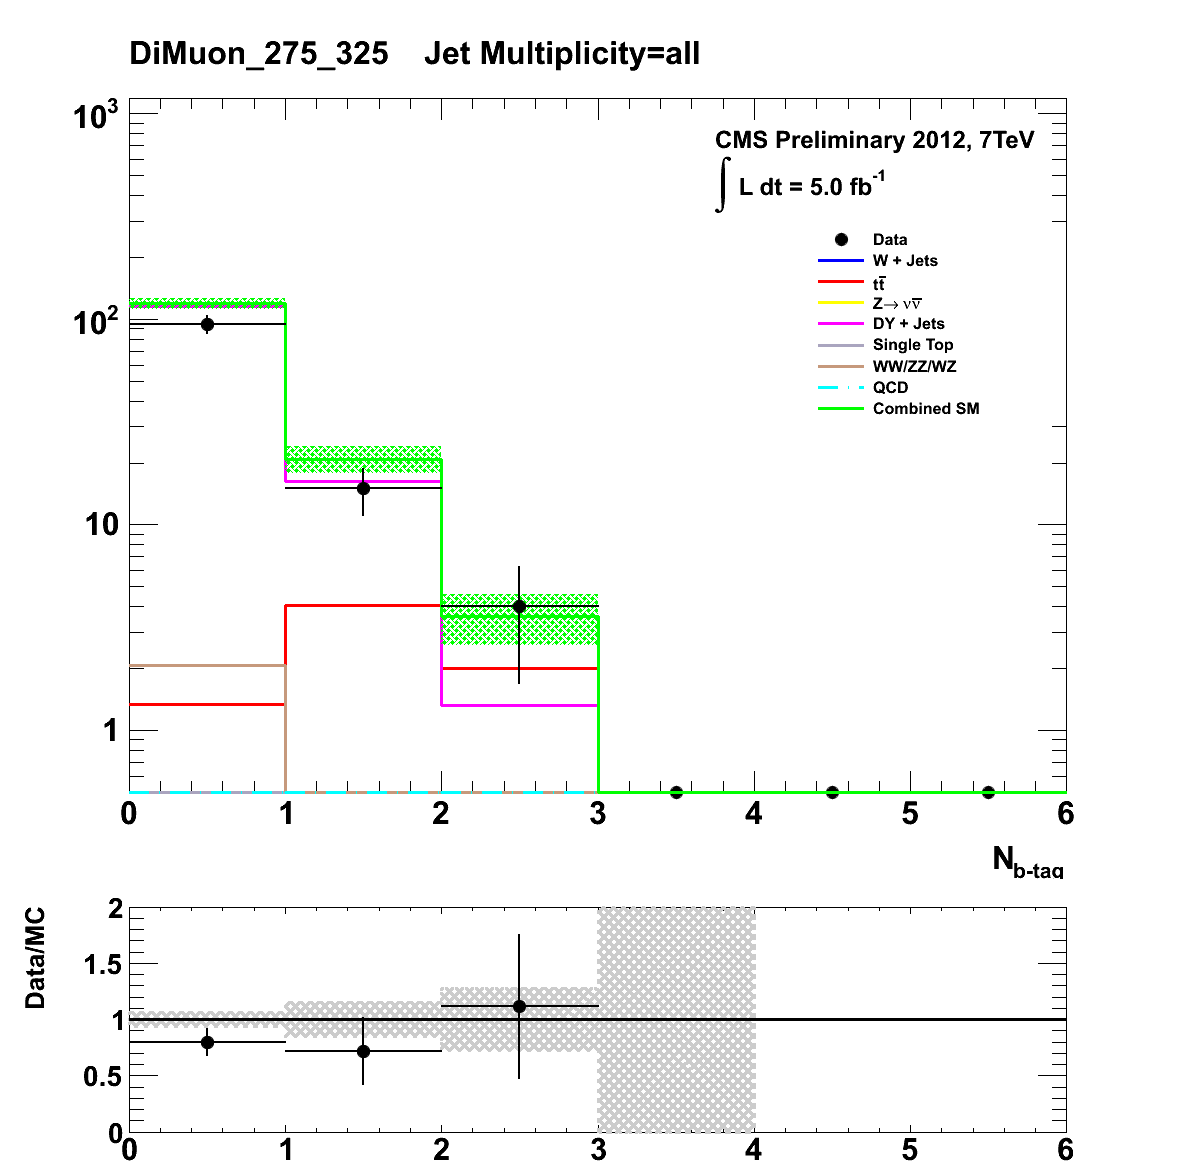 DiMuon_275_325 Jet Multiplicity=all
10³
10²
10
1
CMS Preliminary 2012, 7TeV
∫ L dt = 5.0 fb⁻¹
Data
W + Jets
tt̅
Z→ νν̅
DY + Jets
Single Top
WW/ZZ/WZ
QCD
Combined SM
0 1 2 3 4 5 6
N_b-tag
Data/MC
2
1.5
1
0.5
0
0 1 2 3 4 5 6